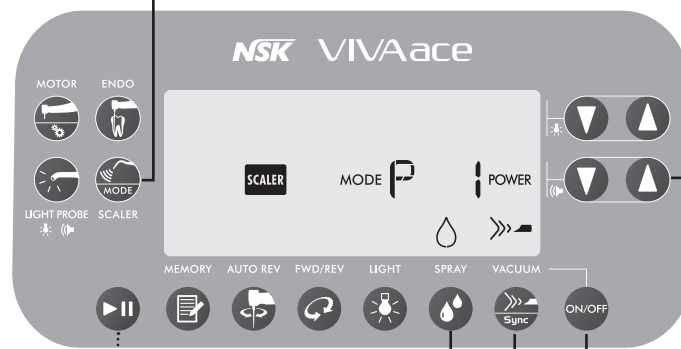 NSK VIVAace
MOTOR ENDO
MODE
LIGHT PROBE SCALER
SCALER MODE P 1 POWER
MEMORY AUTO REV FWD/REV LIGHT SPRAY VACUUM
Sync
ON/OFF